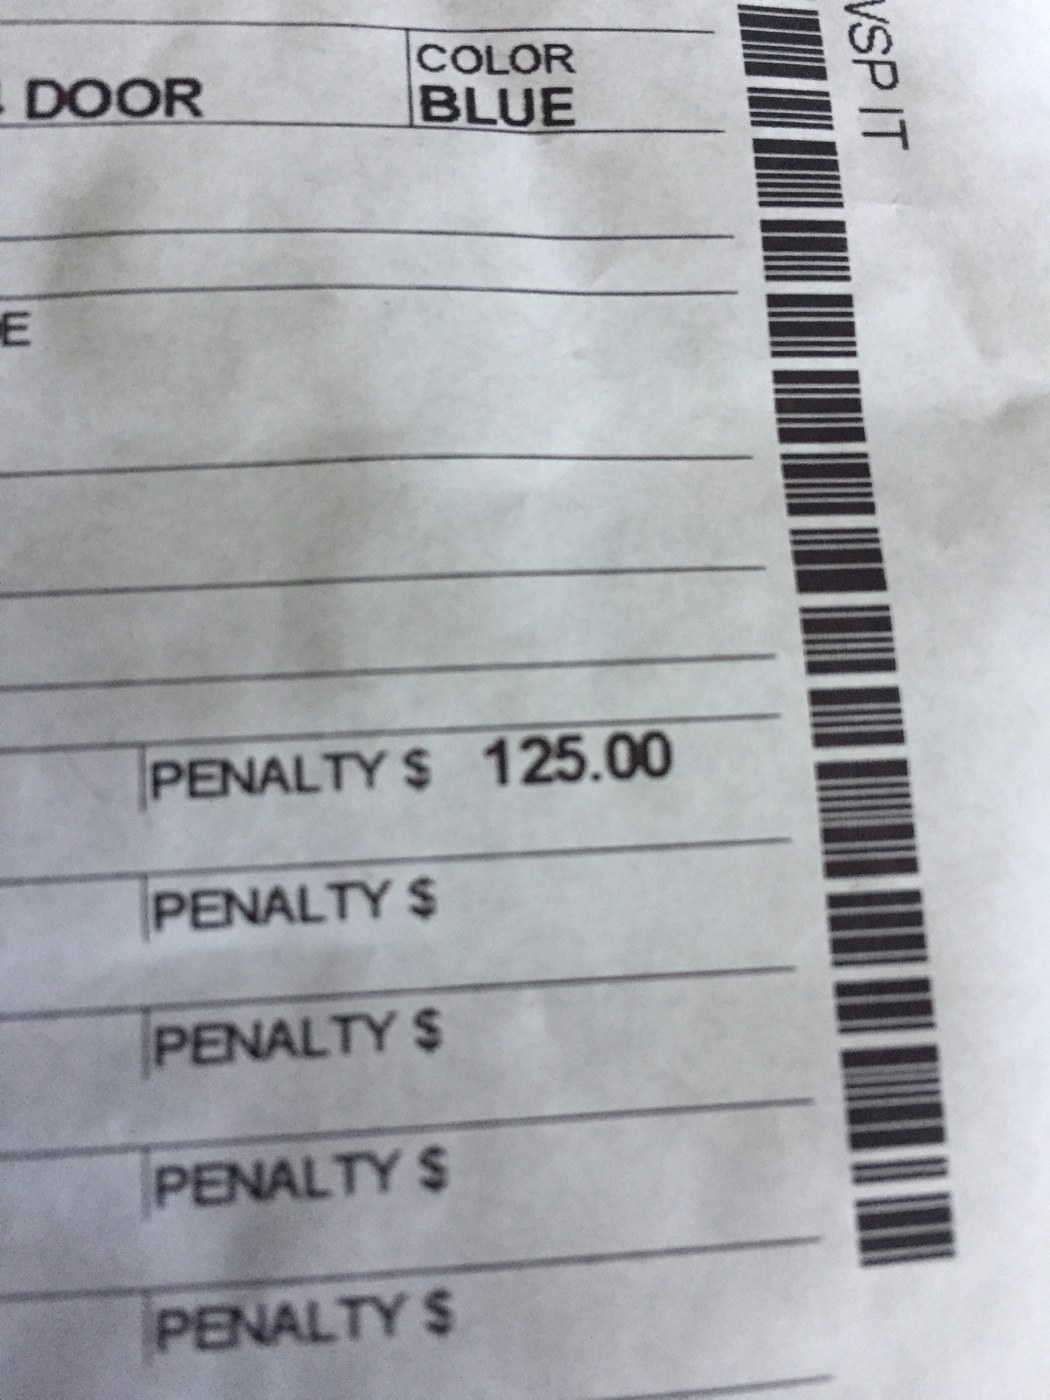 COLOR
DOOR
BLUE
E
PENALTY $ 125.00
PENALTY $
PENALTY $
PENALTY $
PENALTY $
VSP IT